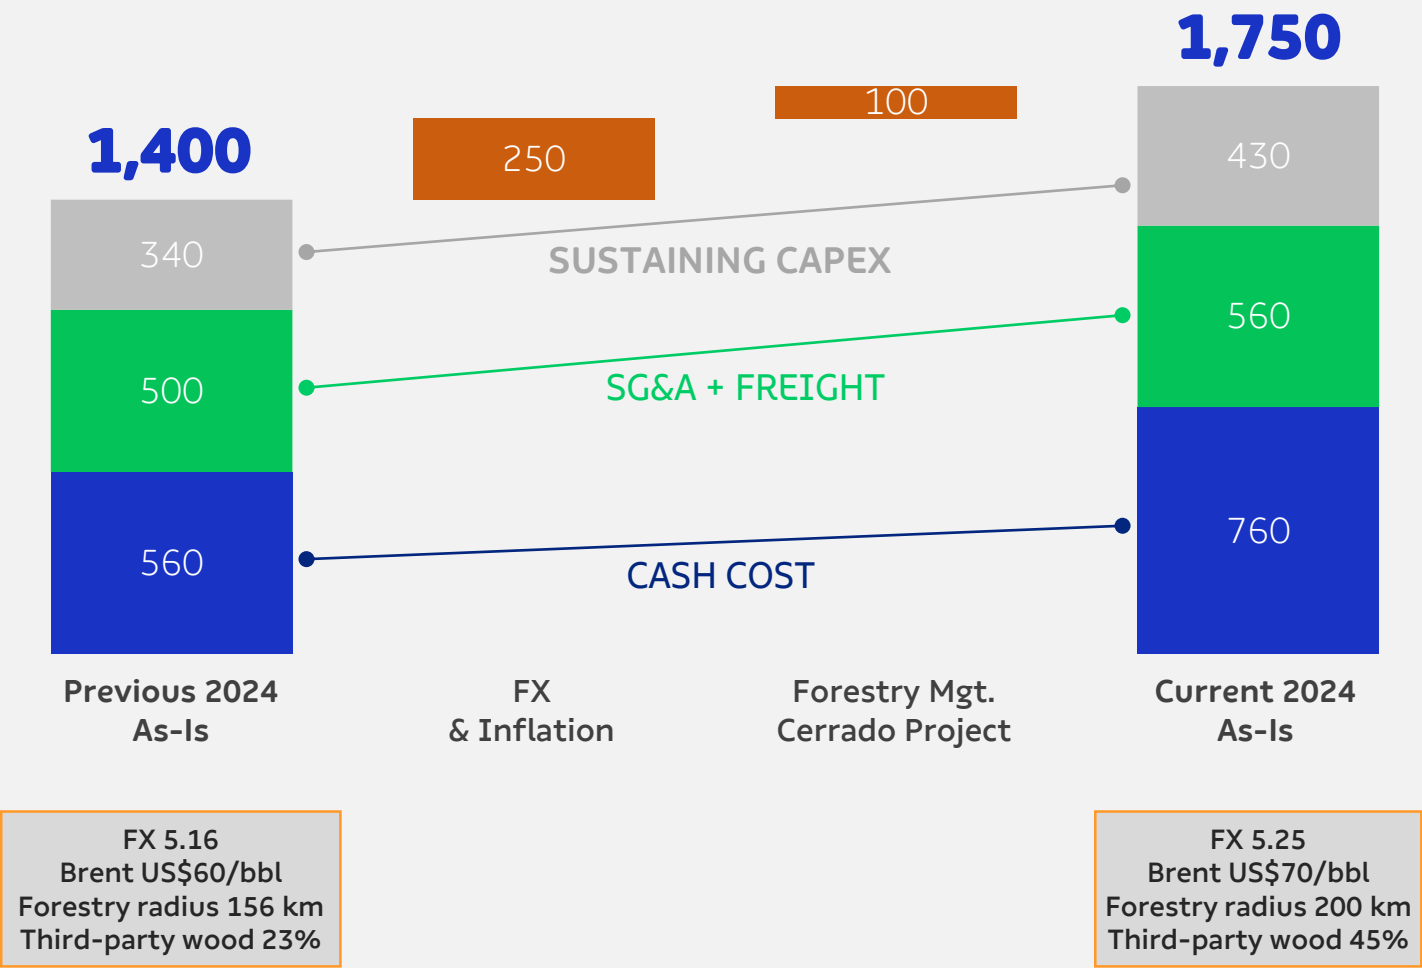 1,750
1,400
100
250
430
340
SUSTAINING CAPEX
560
500
SG&A + FREIGHT
760
560
CASH COST
Previous 2024
As-Is
FX
& Inflation
Forestry Mgt.
Cerrado Project
Current 2024
As-Is
FX 5.16
Brent US$60/bbl
Forestry radius 156 km
Third-party wood 23%
FX 5.25
Brent US$70/bbl
Forestry radius 200 km
Third-party wood 45%